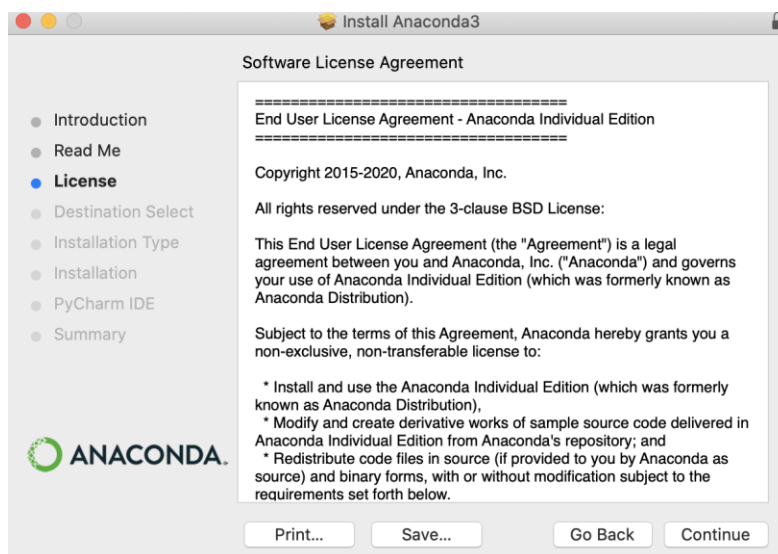 Install Anaconda3
Software License Agreement
Introduction
Read Me
License
Destination Select
Installation Type
Installation
PyCharm IDE
Summary
ANACONDA.
===================================
End User License Agreement - Anaconda Individual Edition
===================================
Copyright 2015-2020, Anaconda, Inc.
All rights reserved under the 3-clause BSD License:
This End User License Agreement (the "Agreement") is a legal
agreement between you and Anaconda, Inc. ("Anaconda") and governs
your use of Anaconda Individual Edition (which was formerly known as
Anaconda Distribution).
Subject to the terms of this Agreement, Anaconda hereby grants you a
non-exclusive, non-transferable license to:
* Install and use the Anaconda Individual Edition (which was formerly
known as Anaconda Distribution),
* Modify and create derivative works of sample source code delivered in
Anaconda Individual Edition from Anaconda's repository; and
* Redistribute code files in source (if provided to you by Anaconda as
source) and binary forms, with or without modification subject to the
requirements set forth below.
Print...
Save...
Go Back
Continue